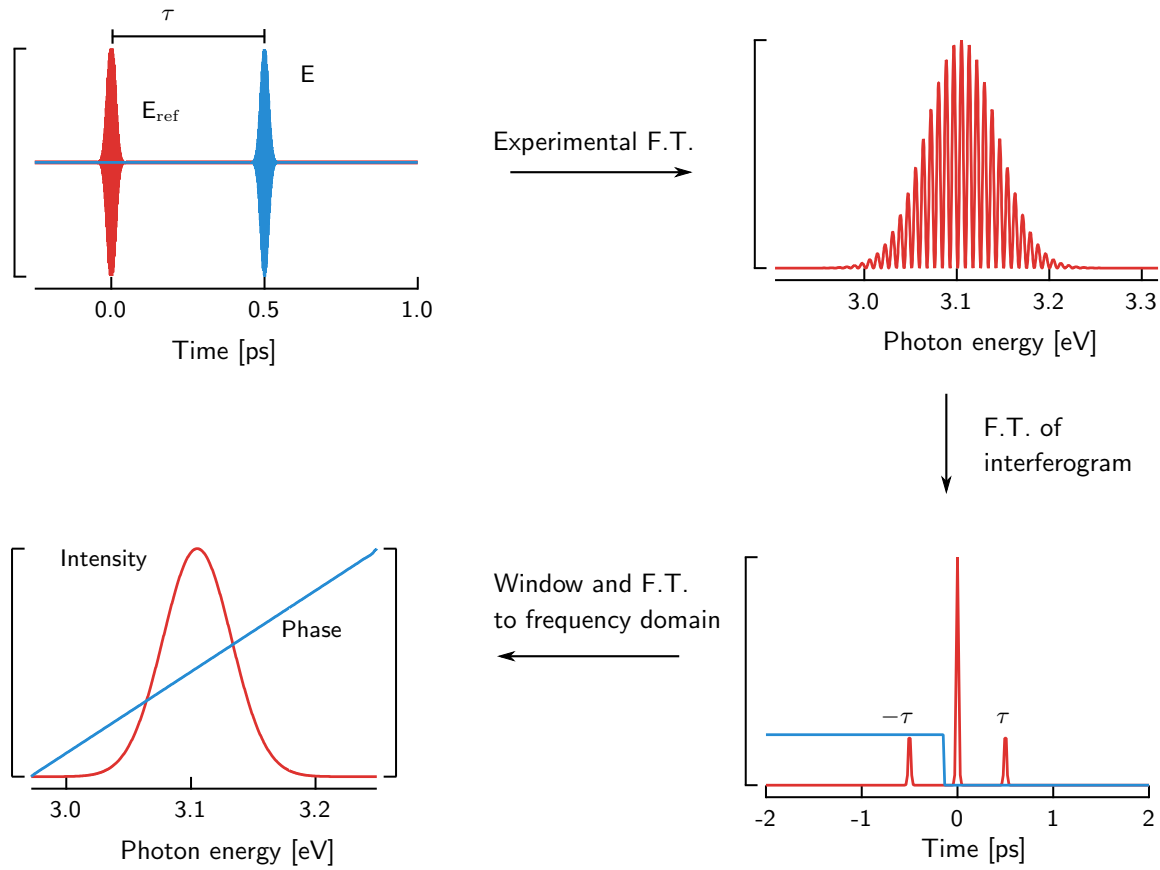 τ
E
E_ref
0.0 0.5 1.0
Time [ps]
Experimental F.T.
3.0 3.1 3.2 3.3
Photon energy [eV]
F.T. of
interferogram
−τ τ
-2 -1 0 1 2
Time [ps]
Window and F.T.
to frequency domain
Intensity
Phase
3.0 3.1 3.2
Photon energy [eV]